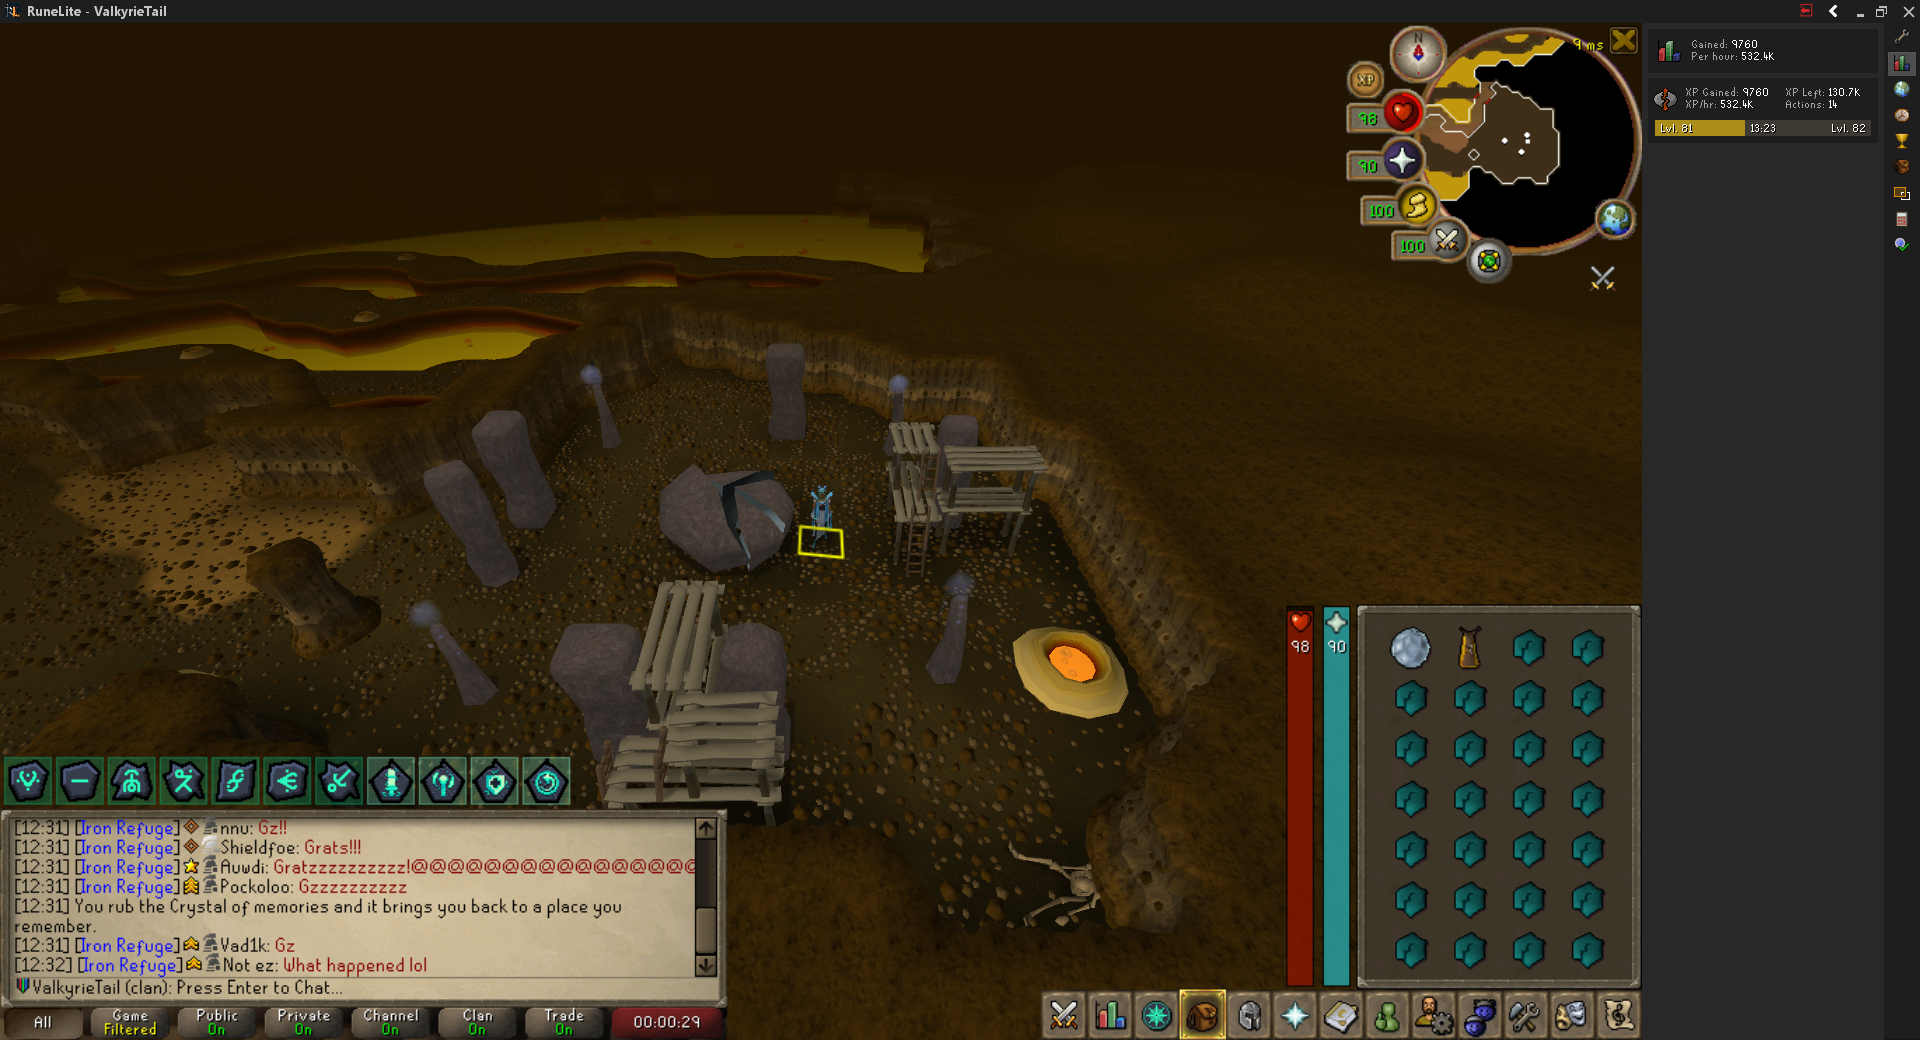 RuneLite - ValkyrieTail
9 ms
N
XP
98
90
100
100
Gained: 9760
Per hour: 532.4K
XP Gained: 9760 XP Left: 130.7K
XP/hr: 532.4K Actions: 14
Lvl. 81 13:23 Lvl. 82
98 90
[12:31] [Iron Refuge] nnu: Gz!!
[12:31] [Iron Refuge] Shieldfoe: Grats!!!
[12:31] [Iron Refuge] Auwdi: Gratzzzzzzzzzz!@@@@@@@@@@@@@@@@@@@@
[12:31] [Iron Refuge] Pockoloo: Gzzzzzzzzzz
[12:31] You rub the Crystal of memories and it brings you back to a place you
remember.
[12:31] [Iron Refuge] Vad1k: Gz
[12:32] [Iron Refuge] Not ez: What happened lol
ValkyrieTail (clan): Press Enter to Chat...
All
Game
Filtered
Public
On
Private
On
Channel
On
Clan
On
Trade
On
00:00:29